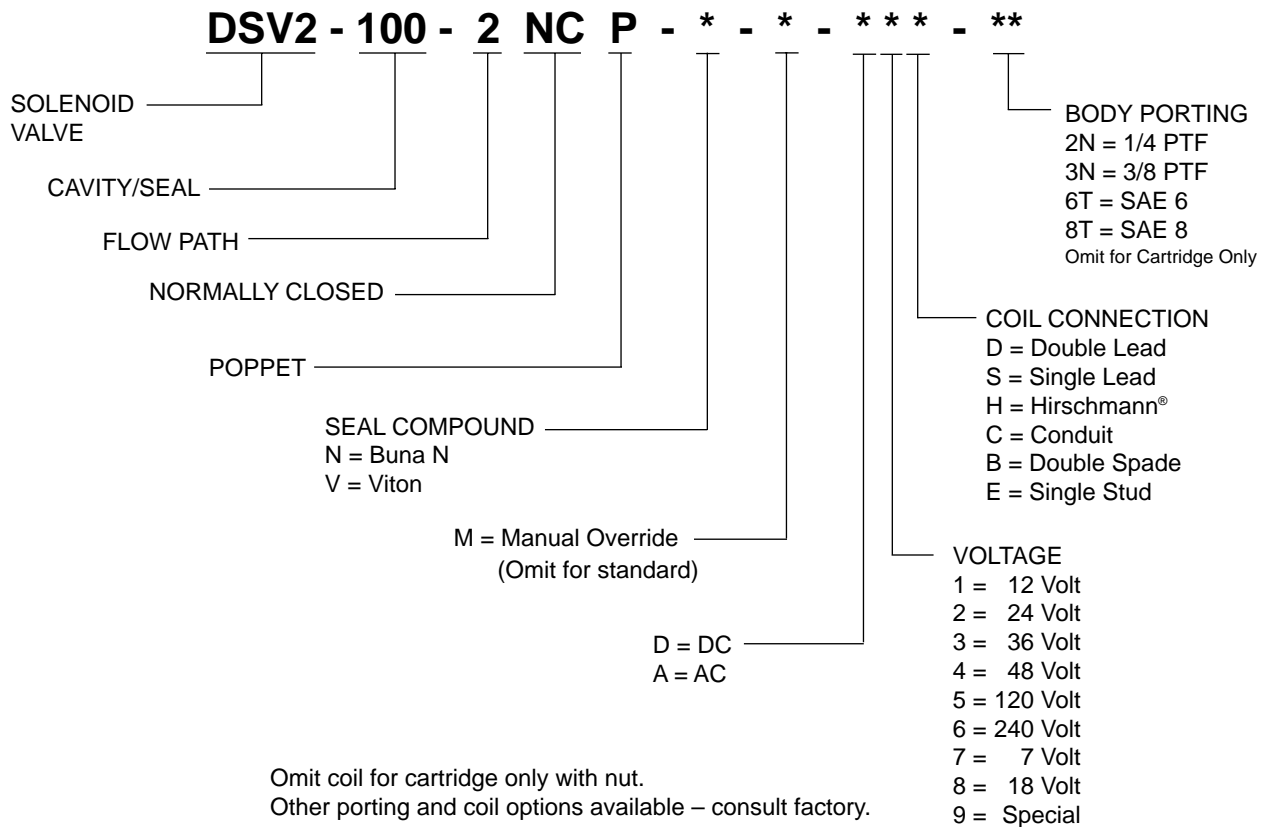 DSV2 - 100 - 2 NC P - * - * - * * * - **
SOLENOID
VALVE
CAVITY/SEAL
FLOW PATH
NORMALLY CLOSED
POPPET
SEAL COMPOUND
N = Buna N
V = Viton
M = Manual Override
(Omit for standard)
D = DC
A = AC
BODY PORTING
2N = 1/4 PTF
3N = 3/8 PTF
6T = SAE 6
8T = SAE 8
Omit for Cartridge Only
COIL CONNECTION
D = Double Lead
S = Single Lead
H = Hirschmann®
C = Conduit
B = Double Spade
E = Single Stud
VOLTAGE
1 = 12 Volt
2 = 24 Volt
3 = 36 Volt
4 = 48 Volt
5 = 120 Volt
6 = 240 Volt
7 = 7 Volt
8 = 18 Volt
9 = Special
Omit coil for cartridge only with nut.
Other porting and coil options available – consult factory.